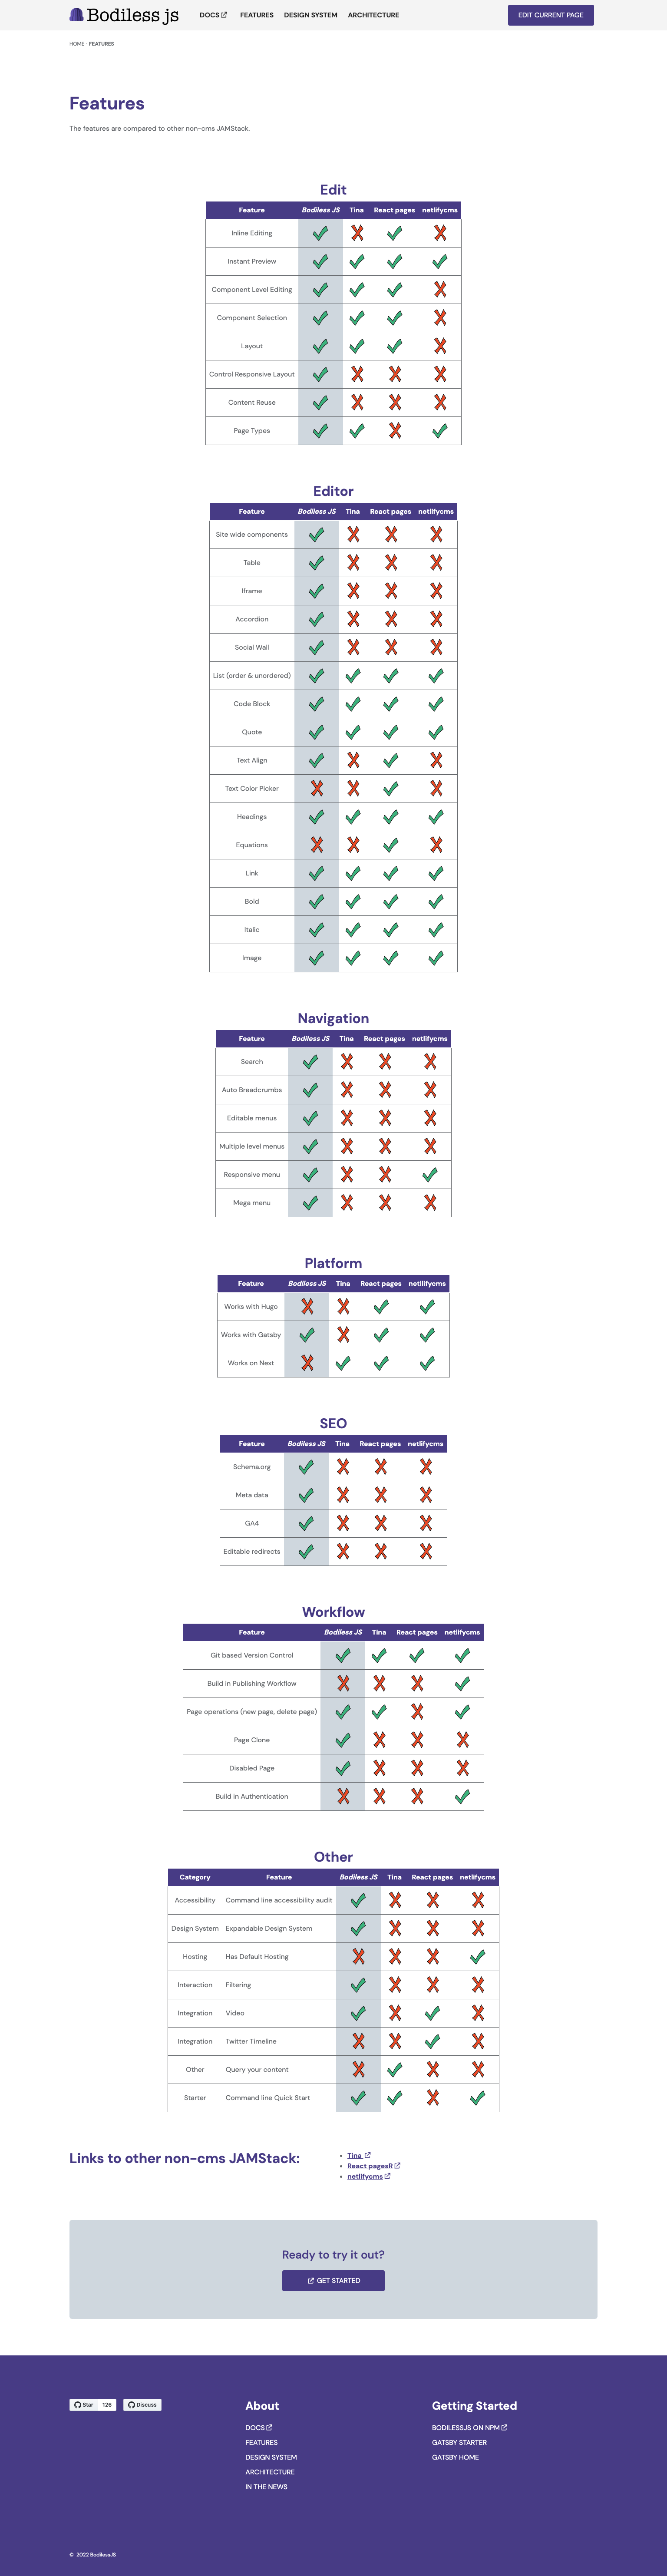 Bodiless js
DOCS FEATURES DESIGN SYSTEM ARCHITECTURE EDIT CURRENT PAGE
HOME · FEATURES
Features
The features are compared to other non-cms JAMStack.
Edit
Feature Bodiless JS Tina React pages netlifycms
Inline Editing
Instant Preview
Component Level Editing
Component Selection
Layout
Control Responsive Layout
Content Reuse
Page Types
Editor
Feature Bodiless JS Tina React pages netlifycms
Site wide components
Table
Iframe
Accordion
Social Wall
List (order & unordered)
Code Block
Quote
Text Align
Text Color Picker
Headings
Equations
Link
Bold
Italic
Image
Navigation
Feature Bodiless JS Tina React pages netlifycms
Search
Auto Breadcrumbs
Editable menus
Multiple level menus
Responsive menu
Mega menu
Platform
Feature Bodiless JS Tina React pages netllifycms
Works with Hugo
Works with Gatsby
Works on Next
SEO
Feature Bodiless JS Tina React pages netlifycms
Schema.org
Meta data
GA4
Editable redirects
Workflow
Feature Bodiless JS Tina React pages netlifycms
Git based Version Control
Build in Publishing Workflow
Page operations (new page, delete page)
Page Clone
Disabled Page
Build in Authentication
Other
Category Feature Bodiless JS Tina React pages netlifycms
Accessibility Command line accessibility audit
Design System Expandable Design System
Hosting Has Default Hosting
Interaction Filtering
Integration Video
Integration Twitter Timeline
Other Query your content
Starter Command line Quick Start
Links to other non-cms JAMStack:
Tina
React pagesR
netlifycms
Ready to try it out?
GET STARTED
Star 126 Discuss
About
DOCS
FEATURES
DESIGN SYSTEM
ARCHITECTURE
IN THE NEWS
Getting Started
BODILESSJS ON NPM
GATSBY STARTER
GATSBY HOME
© 2022 BodilessJS